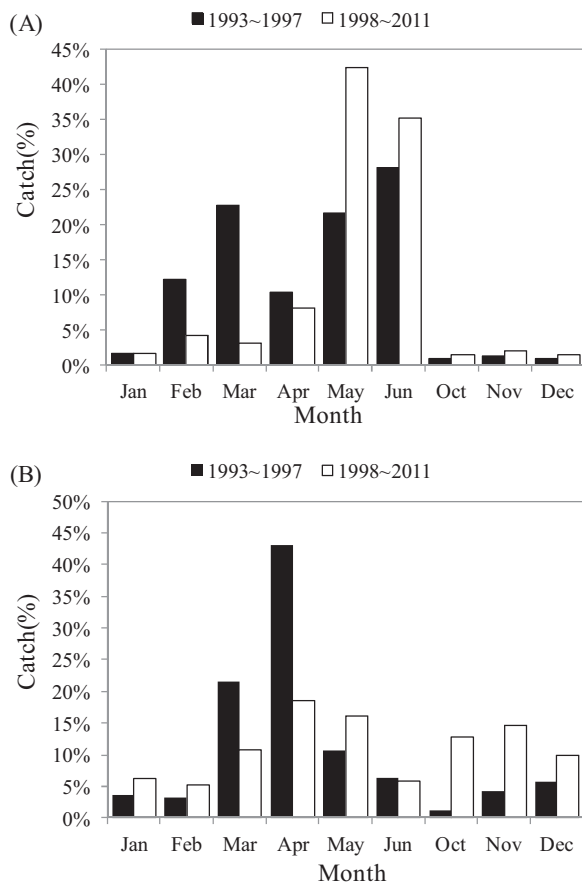 (A)
■1993~1997 □1998~2011
45%
40%
35%
30%
25%
20%
15%
10%
5%
0%
Catch(%)
Jan Feb Mar Apr May Jun Oct Nov Dec
Month
(B)
■1993~1997 □1998~2011
50%
45%
40%
35%
30%
25%
20%
15%
10%
5%
0%
Catch(%)
Jan Feb Mar Apr May Jun Oct Nov Dec
Month